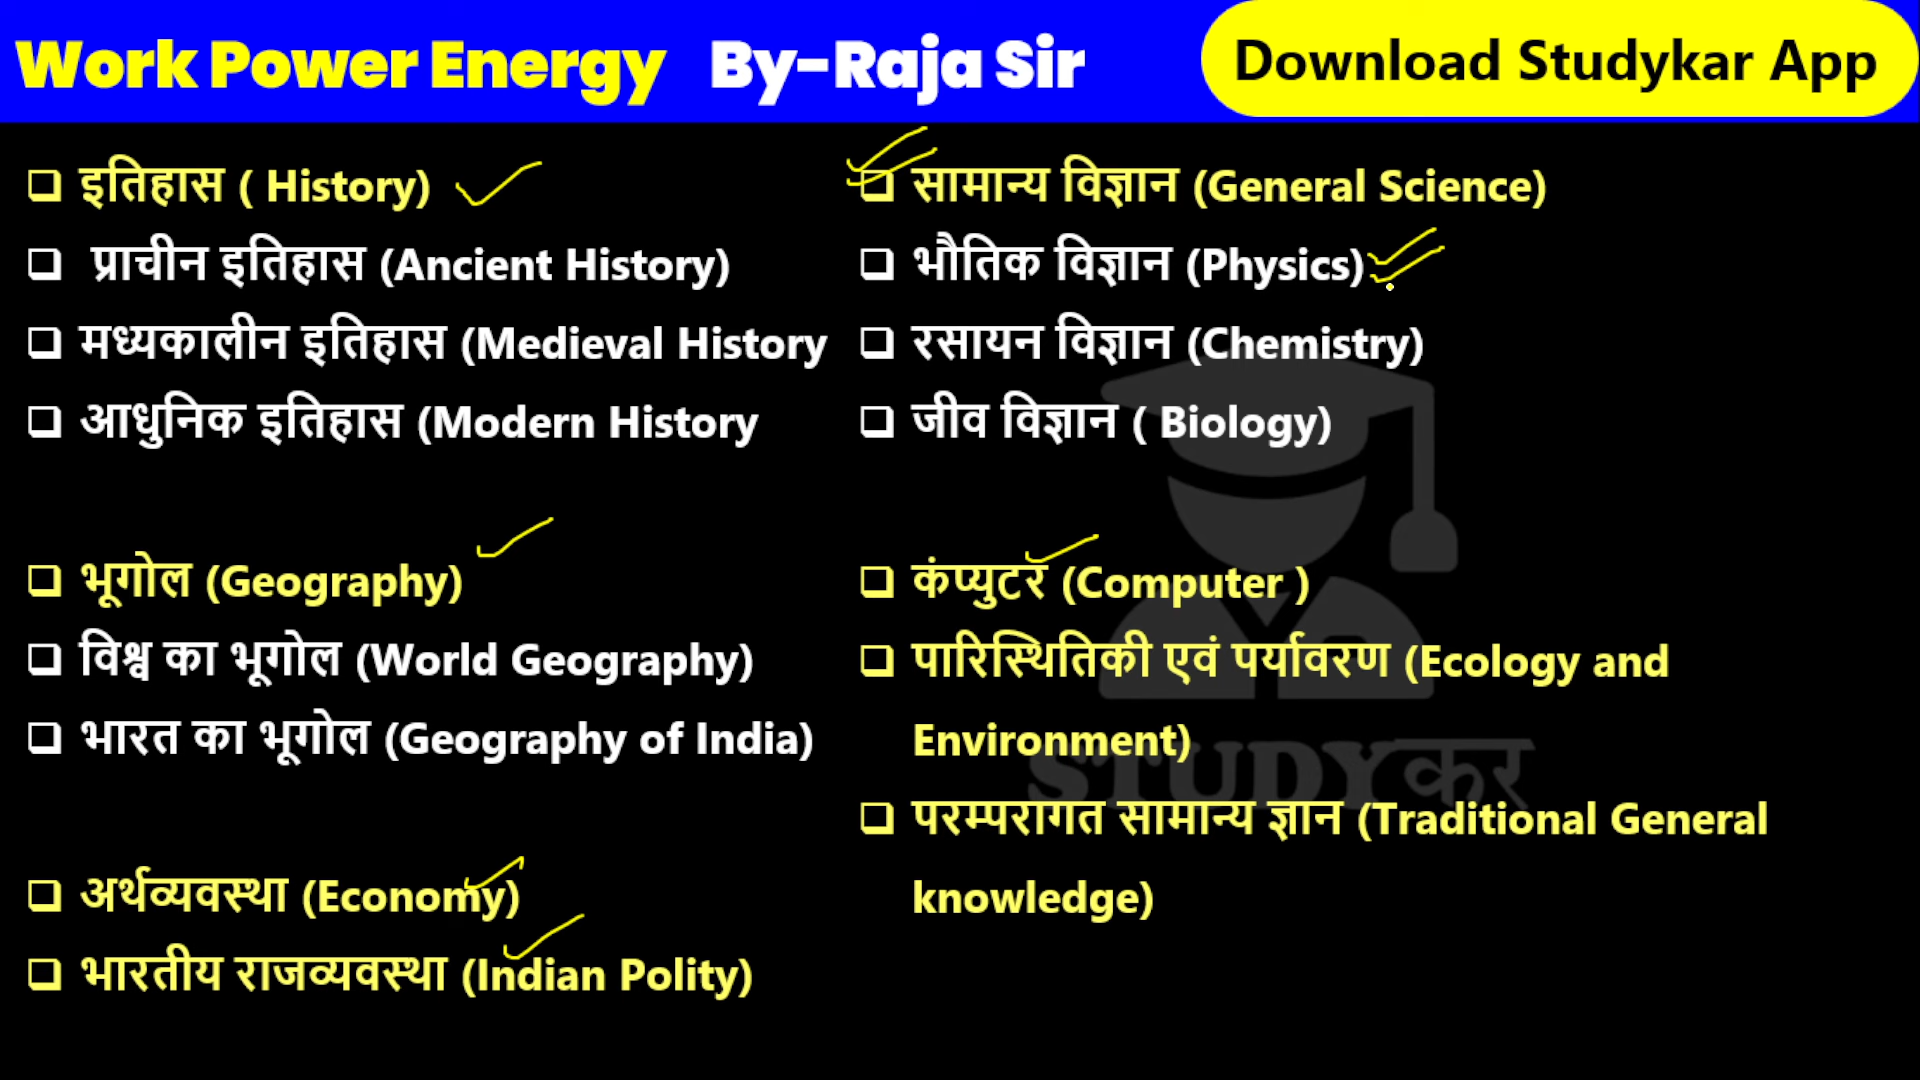 Work Power Energy By-Raja Sir
Download Studykar App
इतिहास ( History)
प्राचीन इतिहास (Ancient History)
मध्यकालीन इतिहास (Medieval History
आधुनिक इतिहास (Modern History
भूगोल (Geography)
विश्व का भूगोल (World Geography)
भारत का भूगोल (Geography of India)
अर्थव्यवस्था (Economy)
भारतीय राजव्यवस्था (Indian Polity)
सामान्य विज्ञान (General Science)
भौतिक विज्ञान (Physics)
रसायन विज्ञान (Chemistry)
जीव विज्ञान ( Biology)
कंप्युटर (Computer )
पारिस्थितिकी एवं पर्यावरण (Ecology and
Environment)
परम्परागत सामान्य ज्ञान (Traditional General
knowledge)
STUDYकर